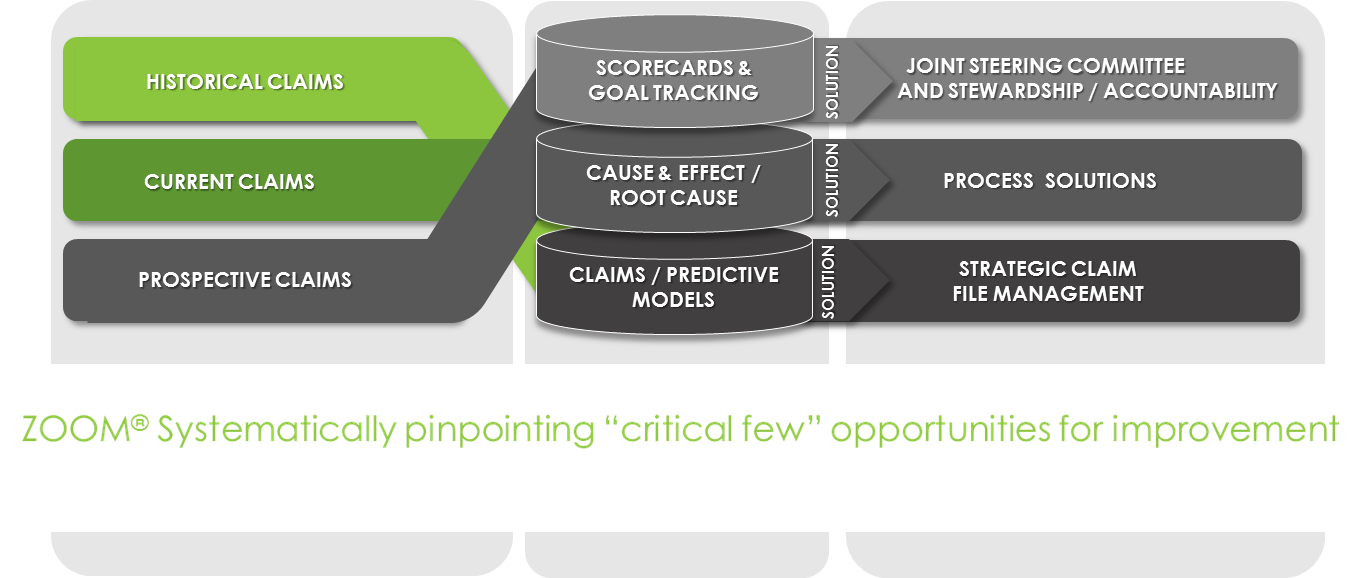 HISTORICAL CLAIMS
CURRENT CLAIMS
PROSPECTIVE CLAIMS
SCORECARDS &
GOAL TRACKING
SOLUTION
JOINT STEERING COMMITTEE
AND STEWARDSHIP / ACCOUNTABILITY
CAUSE & EFFECT /
ROOT CAUSE
SOLUTION
PROCESS SOLUTIONS
CLAIMS / PREDICTIVE
MODELS
SOLUTION
STRATEGIC CLAIM
FILE MANAGEMENT
ZOOM® Systematically pinpointing “critical few” opportunities for improvement